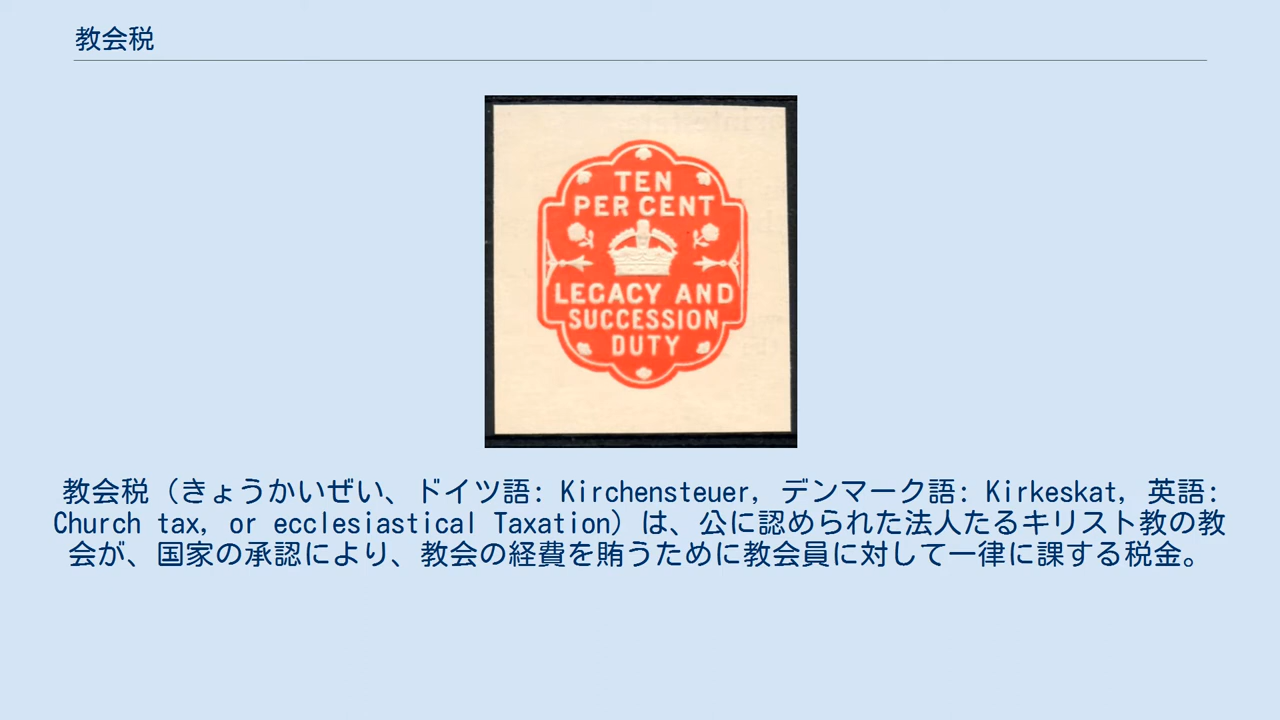 教会税
TEN
PER CENT
LEGACY AND
SUCCESSION
DUTY
教会税（きょうかいぜい、ドイツ語: Kirchensteuer, デンマーク語: Kirkeskat, 英語:
Church tax, or ecclesiastical Taxation）は、公に認められた法人たるキリスト教の教
会が、国家の承認により、教会の経費を賄うために教会員に対して一律に課する税金。